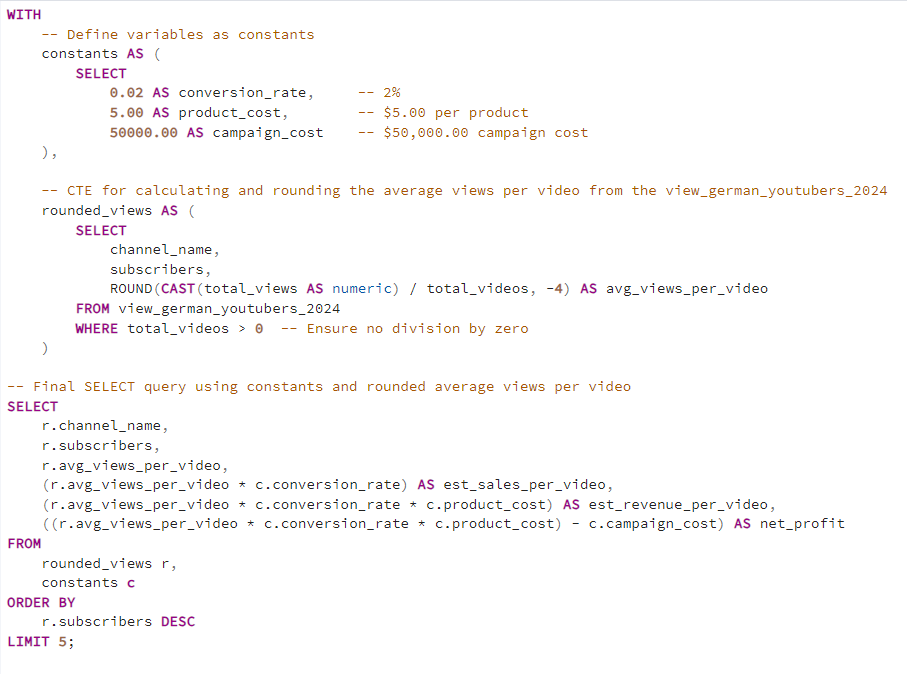 WITH
    -- Define variables as constants
    constants AS (
        SELECT
            0.02 AS conversion_rate,     -- 2%
            5.00 AS product_cost,        -- $5.00 per product
            50000.00 AS campaign_cost    -- $50,000.00 campaign cost
    ),
    -- CTE for calculating and rounding the average views per video from the view_german_youtubers_2024
    rounded_views AS (
        SELECT
            channel_name,
            subscribers,
            ROUND(CAST(total_views AS numeric) / total_videos, -4) AS avg_views_per_video
        FROM view_german_youtubers_2024
        WHERE total_videos > 0  -- Ensure no division by zero
    )
-- Final SELECT query using constants and rounded average views per video
SELECT
    r.channel_name,
    r.subscribers,
    r.avg_views_per_video,
    (r.avg_views_per_video * c.conversion_rate) AS est_sales_per_video,
    (r.avg_views_per_video * c.conversion_rate * c.product_cost) AS est_revenue_per_video,
    ((r.avg_views_per_video * c.conversion_rate * c.product_cost) - c.campaign_cost) AS net_profit
FROM
    rounded_views r,
    constants c
ORDER BY
    r.subscribers DESC
LIMIT 5;